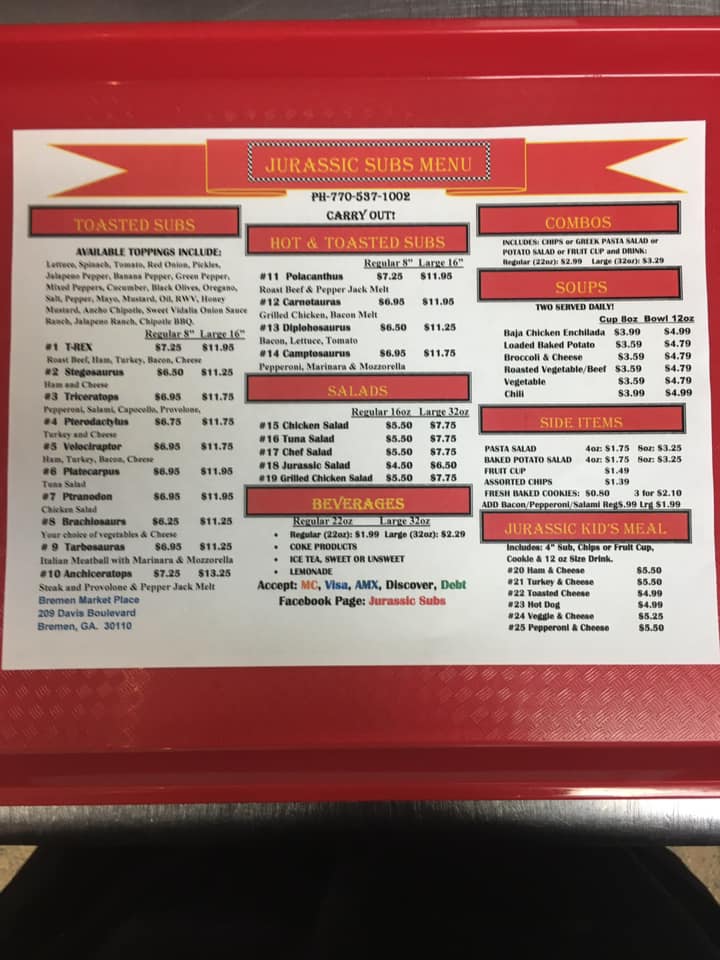 JURASSIC SUBS MENU
PH-770-537-1002
CARRY OUT!
TOASTED SUBS
AVAILABLE TOPPINGS INCLUDE:
Lettuce, Spinach, Tomato, Red Onion, Pickles,
Jalapeno Pepper, Banana Pepper, Green Pepper,
Mixed Peppers, Cucumber, Black Olives, Oregano,
Salt, Pepper, Mayo, Mustard, Oil, RWV, Honey
Mustard, Ancho Chipotle, Sweet Vidalia Onion Sauce
Ranch, Jalapeno Ranch, Chipotle BBQ.
Regular 8" Large 16"
#1 T-REX $7.25 $11.95
Roast Beef, Ham, Turkey, Bacon, Cheese
#2 Stegosaurus $6.50 $11.25
Ham and Cheese
#3 Triceratops $6.95 $11.75
Pepperoni, Salami, Capocollo, Provolone,
#4 Pterodactylus $6.75 $11.75
Turkey and Cheese
#5 Velociraptor $6.95 $11.75
Ham, Turkey, Bacon, Cheese
#6 Platecarpus $6.95 $11.95
Tuna Salad
#7 Ptranodon $6.95 $11.95
Chicken Salad
#8 Brachiosaurs $6.25 $11.25
Your choice of vegetables & Cheese
# 9 Tarbosuras $6.95 $11.25
Italian Meatball with Marinara & Mozzarella
#10 Anchiceratops $7.25 $13.25
Steak and Provolone & Pepper Jack Melt
Bremen Market Place
209 Davis Boulevard
Bremen, GA. 30110
HOT & TOASTED SUBS
Regular 8" Large 16"
#11 Polacanthus $7.25 $11.95
Roast Beef & Pepper Jack Melt
#12 Carnotauras $6.95 $11.95
Grilled Chicken, Bacon Melt
#13 Diplohosaurus $6.50 $11.25
Bacon, Lettuce, Tomato
#14 Camptosaurus $6.95 $11.75
Pepperoni, Marinara & Mozzorella
SALADS
Regular 16oz Large 32oz
#15 Chicken Salad $5.50 $7.75
#16 Tuna Salad $5.50 $7.75
#17 Chef Salad $5.50 $7.75
#18 Jurassic Salad $4.50 $6.50
#19 Grilled Chicken Salad $5.50 $7.75
BEVERAGES
Regular 22oz Large 32oz
• Regular (22oz): $1.99 Large (32oz): $2.29
• COKE PRODUCTS
• ICE TEA, SWEET OR UNSWEET
• LEMONADE
Accept: MC, Visa, AMX, Discover, Debt
Facebook Page: Jurassic Subs
COMBOS
INCLUDES: CHIPS or GREEK PASTA SALAD or
POTATO SALAD or FRUIT CUP and DRINK:
Regular (22oz): $2.99 Large (32oz): $3.29
SOUPS
TWO SERVED DAILY!
Cup 8oz Bowl 12oz
Baja Chicken Enchilada $3.99 $4.99
Loaded Baked Potato $3.59 $4.79
Broccoli & Cheese $3.59 $4.79
Roasted Vegetable/Beef $3.59 $4.79
Vegetable $3.59 $4.79
Chili $3.99 $4.99
SIDE ITEMS
PASTA SALAD 4oz: $1.75 8oz: $3.25
BAKED POTATO SALAD 4oz: $1.75 8oz: $3.25
FRUIT CUP $1.49
ASSORTED CHIPS $1.39
FRESH BAKED COOKIES: $0.80 3 for $2.10
ADD Bacon/Pepperoni/Salami Reg$.99 Lrg $1.99
JURASSIC KID'S MEAL
Includes: 4" Sub, Chips or Fruit Cup,
Cookie & 12 oz Size Drink.
#20 Ham & Cheese $5.50
#21 Turkey & Cheese $5.50
#22 Toasted Cheese $4.99
#23 Hot Dog $4.99
#24 Veggie & Cheese $5.25
#25 Pepperoni & Cheese $5.50